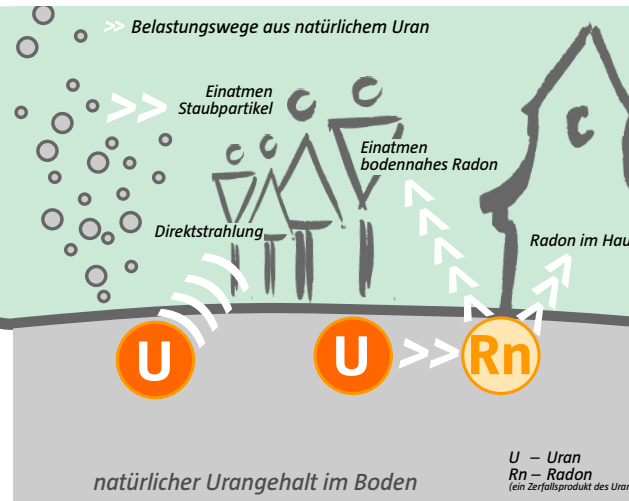 >> Belastungswege aus natürlichem Uran
Einatmen
Staubpartikel
Einatmen
bodennahes Radon
Direktstrahlung
Radon im Hau
U
U
Rn
natürlicher Urangehalt im Boden
U – Uran
Rn – Radon
(ein Zerfallsprodukt des Uran